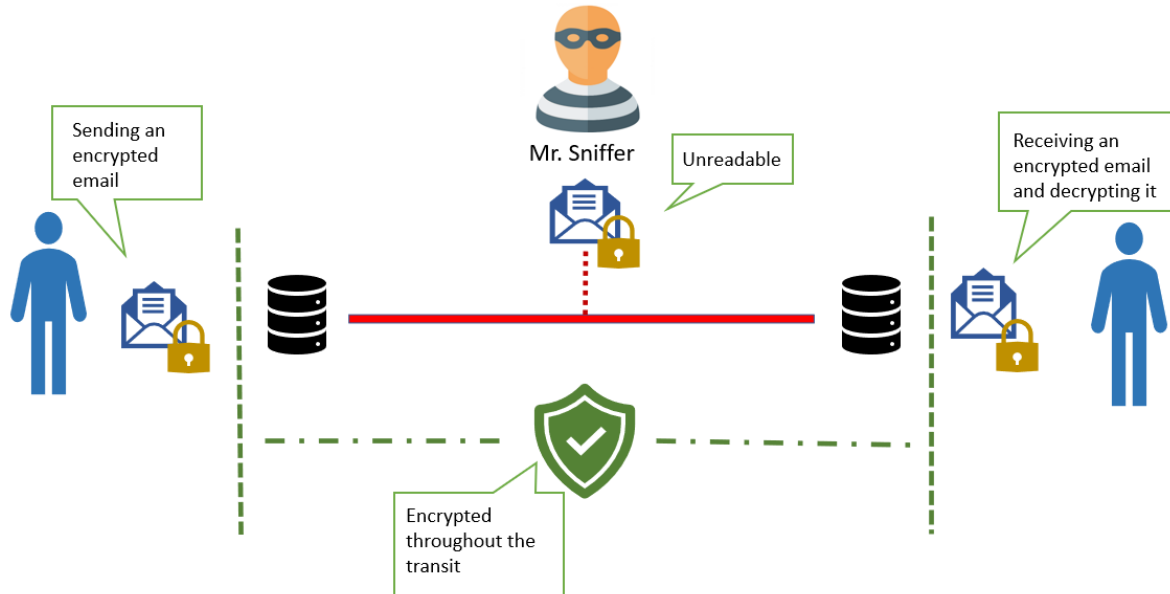 Sending an
encrypted
email
Mr. Sniffer
Unreadable
Receiving an
encrypted email
and decrypting it
Encrypted
throughout the
transit